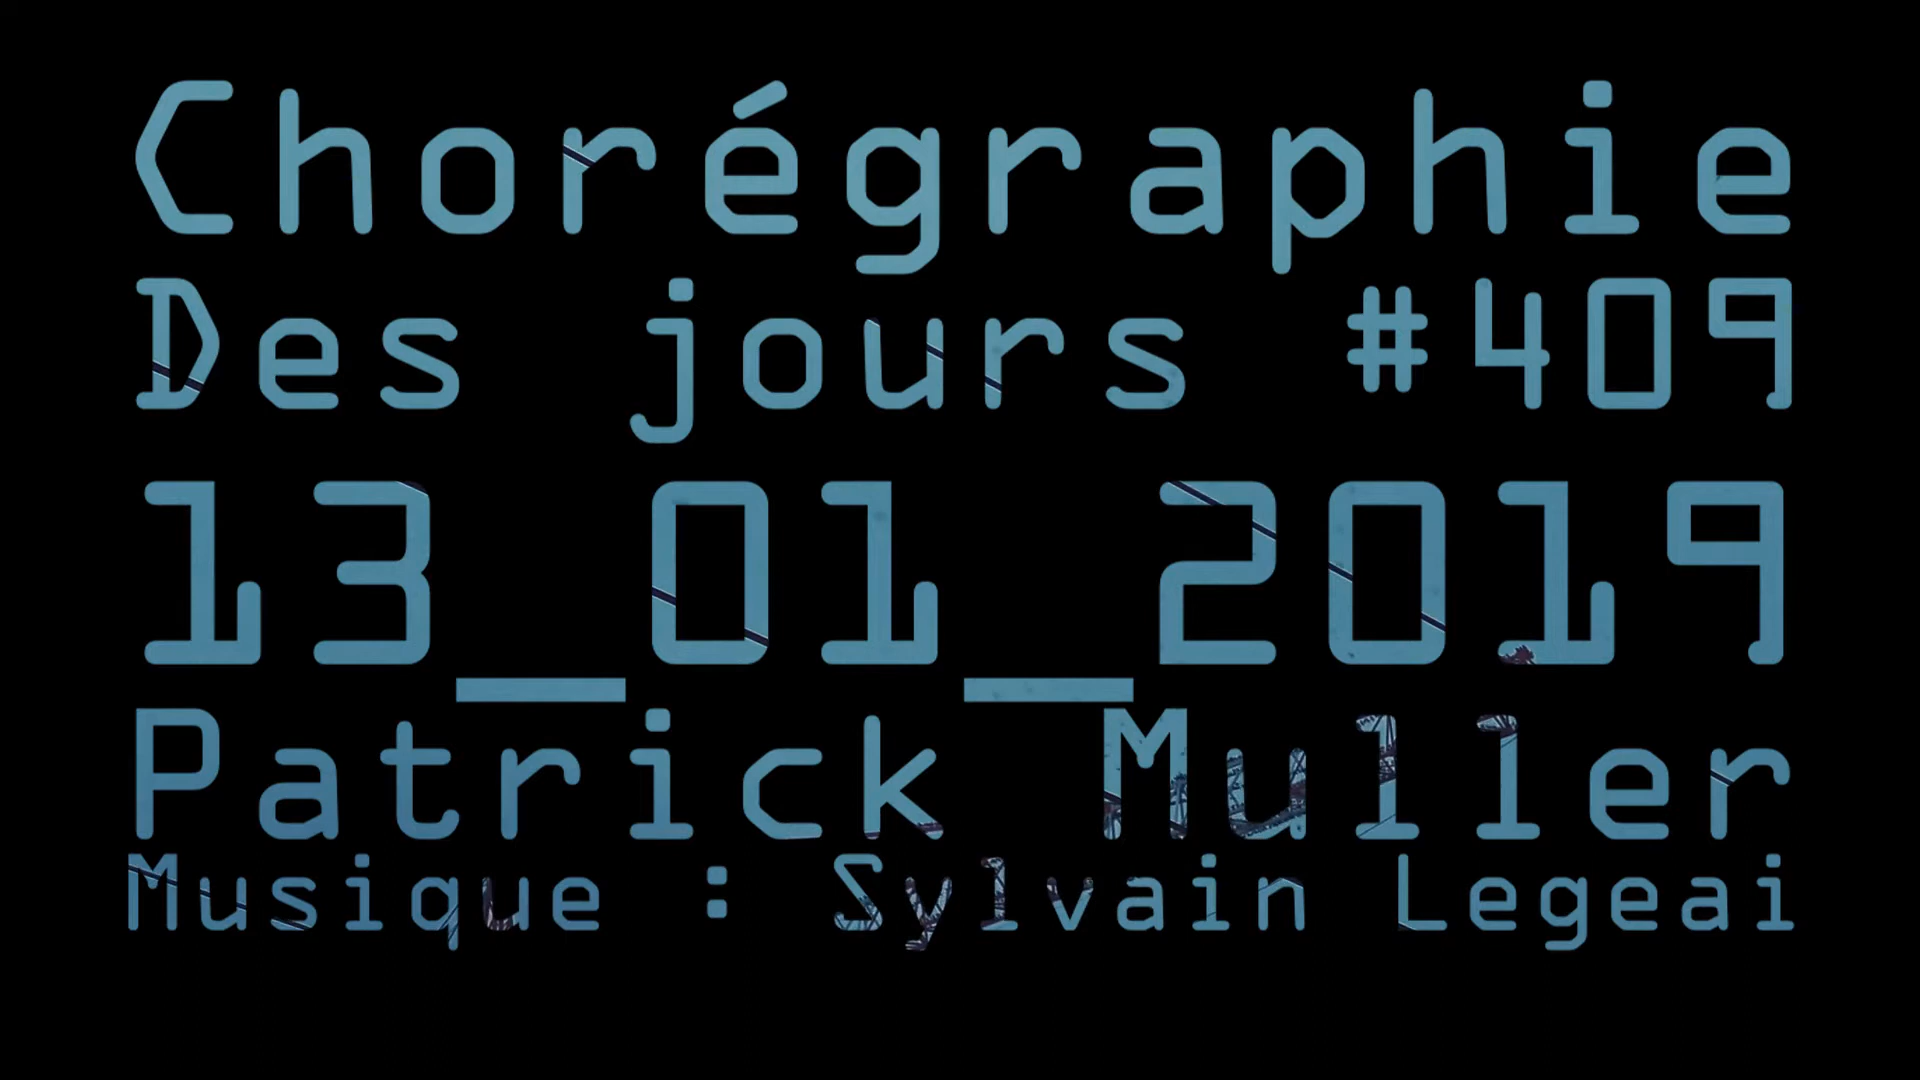 Chorégraphie
Des jours #409
13_01_2019
Patrick Muller
Musique : Sylvain Legeai